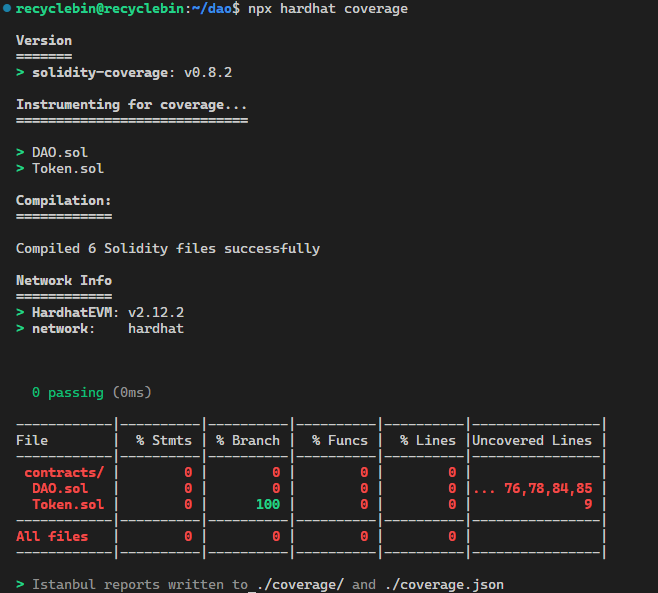 recyclebin@recyclebin:~/dao$ npx hardhat coverage
Version
=======
> solidity-coverage: v0.8.2
Instrumenting for coverage...
=============================
> DAO.sol
> Token.sol
Compilation:
============
Compiled 6 Solidity files successfully
Network Info
============
> HardhatEVM: v2.12.2
> network:    hardhat
0 passing (0ms)
------------|----------|----------|----------|----------|----------------|
File        |  % Stmts | % Branch |  % Funcs |  % Lines |Uncovered Lines |
------------|----------|----------|----------|----------|----------------|
 contracts/ |        0 |        0 |        0 |        0 |                |
  DAO.sol   |        0 |        0 |        0 |        0 |... 76,78,84,85 |
  Token.sol |        0 |      100 |        0 |        0 |              9 |
------------|----------|----------|----------|----------|----------------|
All files   |        0 |        0 |        0 |        0 |                |
------------|----------|----------|----------|----------|----------------|
> Istanbul reports written to ./coverage/ and ./coverage.json